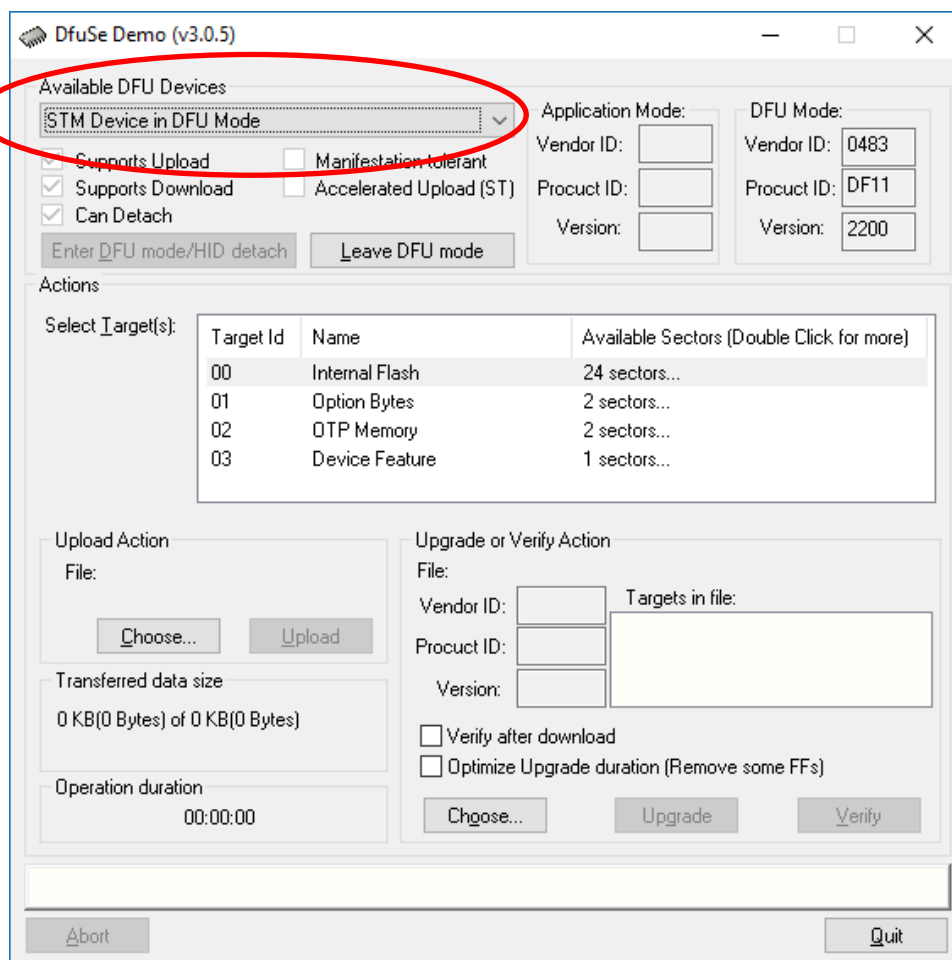 DfuSe Demo (v3.0.5)
Available DFU Devices
STM Device in DFU Mode
Supports Upload
Manifestation tolerant
Supports Download
Accelerated Upload (ST)
Can Detach
Enter DFU mode/HID detach
Leave DFU mode
Application Mode:
Vendor ID:
Procuct ID:
Version:
DFU Mode:
Vendor ID: 0483
Procuct ID: DF11
Version: 2200
Actions
Select Target(s):
Target Id Name Available Sectors (Double Click for more)
00 Internal Flash 24 sectors...
01 Option Bytes 2 sectors...
02 OTP Memory 2 sectors...
03 Device Feature 1 sectors...
Upload Action
File:
Choose...
Upload
Transferred data size
0 KB(0 Bytes) of 0 KB(0 Bytes)
Operation duration
00:00:00
Upgrade or Verify Action
File:
Vendor ID:
Procuct ID:
Version:
Targets in file:
Verify after download
Optimize Upgrade duration (Remove some FFs)
Choose...
Upgrade
Verify
Abort
Quit